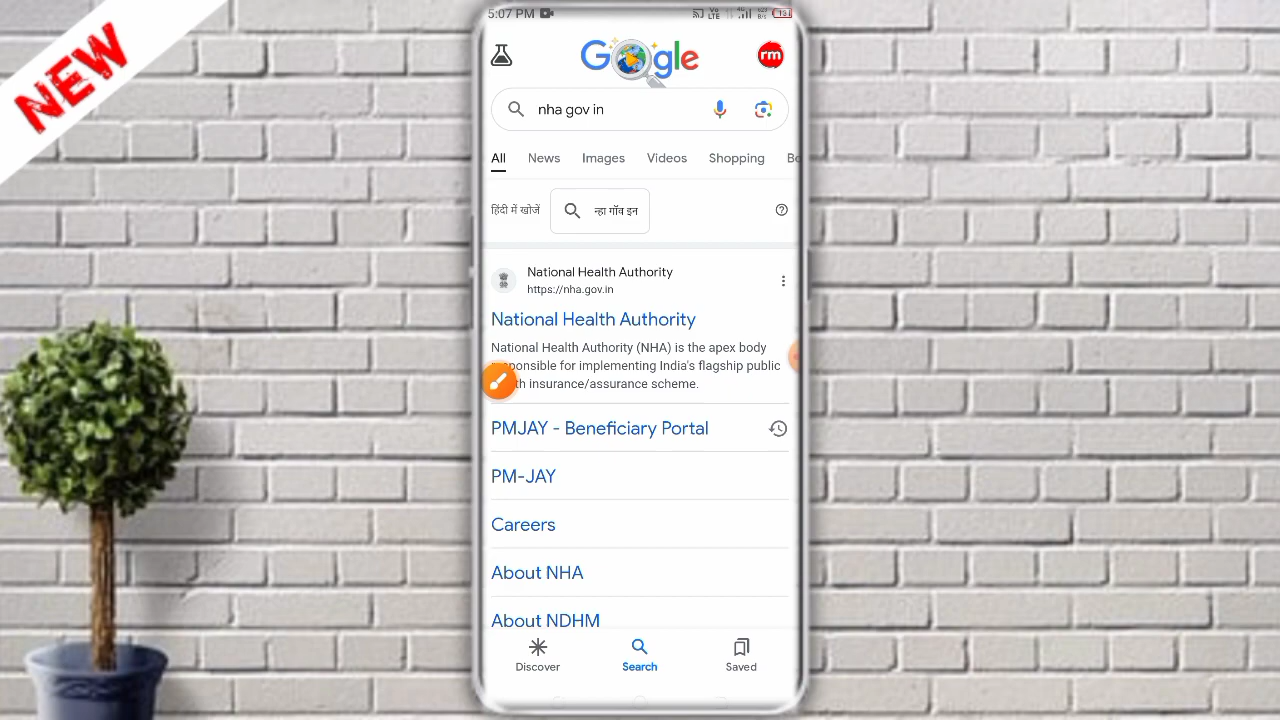 NEW
5:07 PM
Google
rm
nha gov in
All News Images Videos Shopping
हिंदी में खोजें
न्हा गॉव इन
National Health Authority
https://nha.gov.in
National Health Authority
National Health Authority (NHA) is the apex body
responsible for implementing India's flagship public
th insurance/assurance scheme.
PMJAY - Beneficiary Portal
PM-JAY
Careers
About NHA
About NDHM
Discover Search Saved